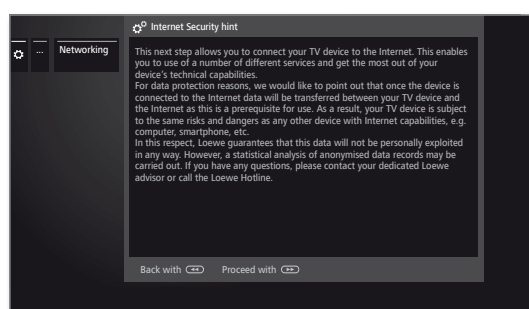 Internet Security hint
... Networking
This next step allows you to connect your TV device to the Internet. This enables
you to use of a number of different services and get the most out of your
device's technical capabilities.
For data protection reasons, we would like to point out that once the device is
connected to the Internet data will be transferred between your TV device and
the Internet as this is a prerequisite for use. As a result, your TV device is subject
to the same risks and dangers as any other device with Internet capabilities, e.g.
computer, smartphone, etc.
In this respect, Loewe guarantees that this data will not be personally exploited
in any way. However, a statistical analysis of anonymised data records may be
carried out. If you have any questions, please contact your dedicated Loewe
advisor or call the Loewe Hotline.
Back with Proceed with